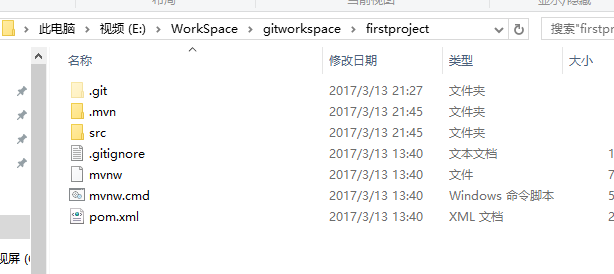 此电脑 > 视频 (E:) > WorkSpace > gitworkspace > firstproject 搜索"firstpr
名称 修改日期 类型 大小
.git 2017/3/13 21:27 文件夹
.mvn 2017/3/13 21:45 文件夹
src 2017/3/13 21:45 文件夹
.gitignore 2017/3/13 13:40 文本文档 1
mvnw 2017/3/13 13:40 文件 7
mvnw.cmd 2017/3/13 13:40 Windows 命令脚本 5
pom.xml 2017/3/13 13:40 XML 文档 2